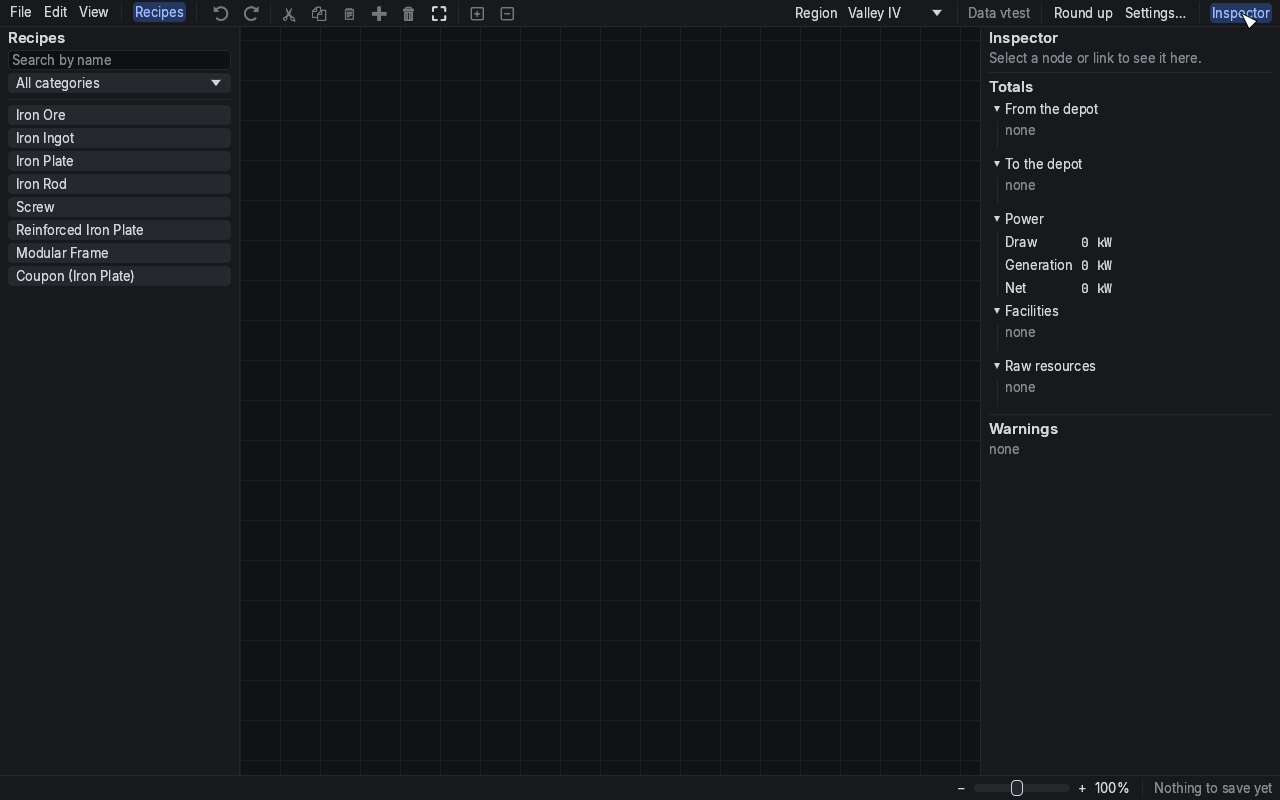 File Edit View Recipes Region Valley IV Data vtest Round up Settings... Inspector
Recipes
Search by name
All categories
Iron Ore
Iron Ingot
Iron Plate
Iron Rod
Screw
Reinforced Iron Plate
Modular Frame
Coupon (Iron Plate)
Inspector
Select a node or link to see it here.
Totals
From the depot
none
To the depot
none
Power
Draw 0 kW
Generation 0 kW
Net 0 kW
Facilities
none
Raw resources
none
Warnings
none
− + 100% Nothing to save yet